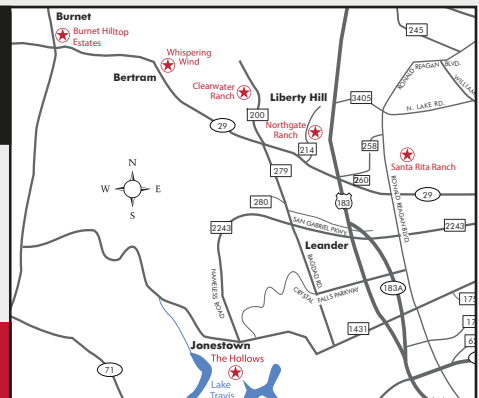 Burnet
Burnet Hilltop
Estates
245
Whispering
Wind
RONALD REAGAN BLVD.
Bertram
Clearwater
Ranch
Liberty Hill
3405
N. LAKE RD.
200
29
Northgate
Ranch
214
258
Santa Rita Ranch
279
260
N
W
E
S
280
183
29
RONALD REAGAN BLVD.
2243
SAN GABRIEL PKWY.
2243
Leander
BAGDAD RD.
NAMELESS ROAD
CRYSTAL FALLS PARKWAY
183A
1431
Jonestown
The Hollows
71
Lake
Travis